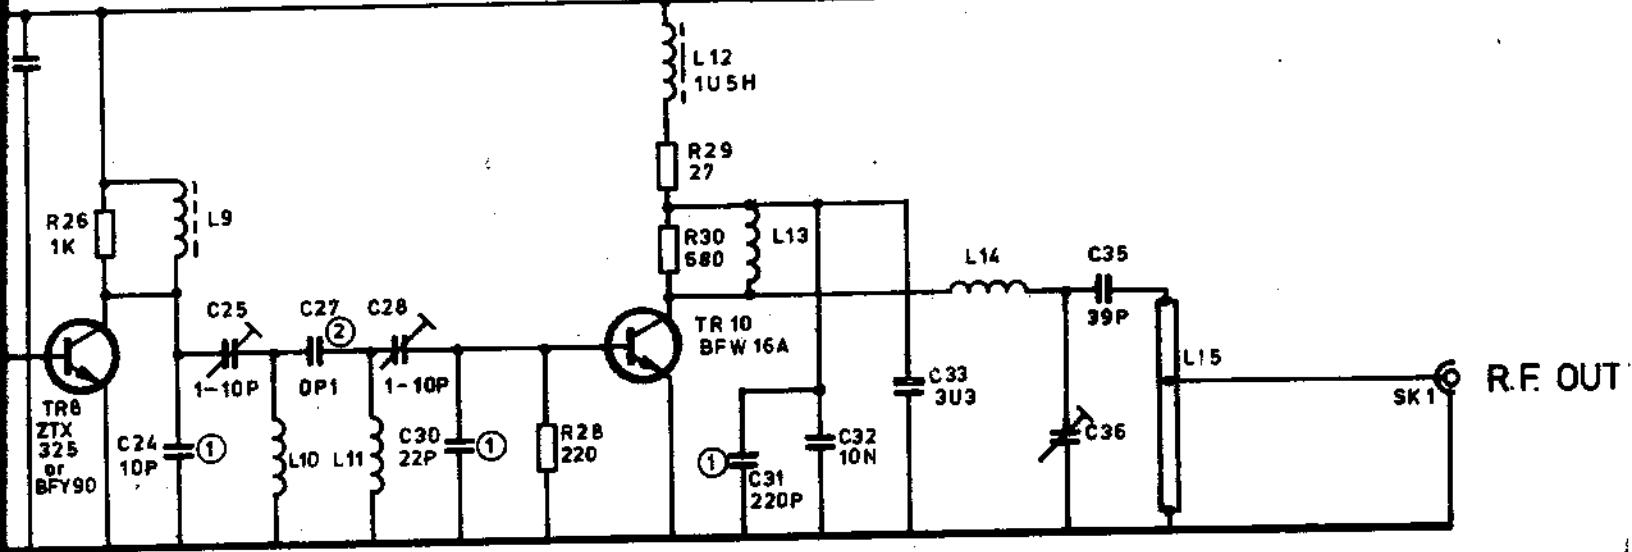 L12
1U5H
R29
27
R26
1K
L9
R30
680
L13
L14
C35
39P
C25
1-10P
C27
2
0P1
C28
1-10P
TR 10
BFW 16A
L15
SK1
R.F. OUT
C33
3U3
TR8
ZTX
325
or
BFY90
C24
10P
1
L10
L11
C30
22P
1
R28
220
1
C31
220P
C32
10N
C36